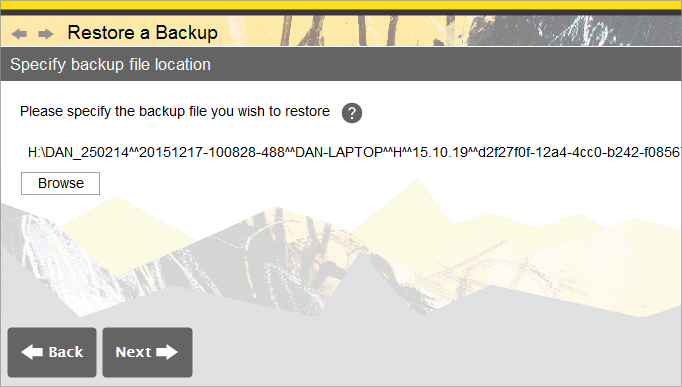 Restore a Backup
Specify backup file location
Please specify the backup file you wish to restore ?
H:\DAN_250214^^20151217-100828-488^^DAN-LAPTOP^^H^^15.10.19^^d2f27f0f-12a4-4cc0-b242-f0856
Browse
Back Next